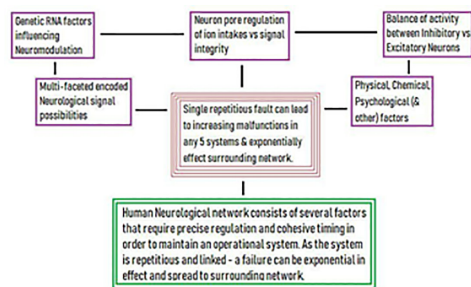 Genetic RNA factors
influencing
Neuromodulation
Neuron pore regulation
of ion intakes vs signal
integrity
Balance of activity
between Inhibitory vs
Excitatory Neurons
Multi-faceted encoded
Neurological signal
possibilities
Single repetitious fault can lead
to increasing malfunctions in
any 5 systems & exponentially
effect surrounding network.
Physical, Chemical,
Psychological (&
other) factors
Human Neurological network consists of several factors
that require precise regulation and cohesive timing in
order to maintain an operational system. As the system
is repetitious and linked - a failure can be exponential in
effect and spread to surrounding network.